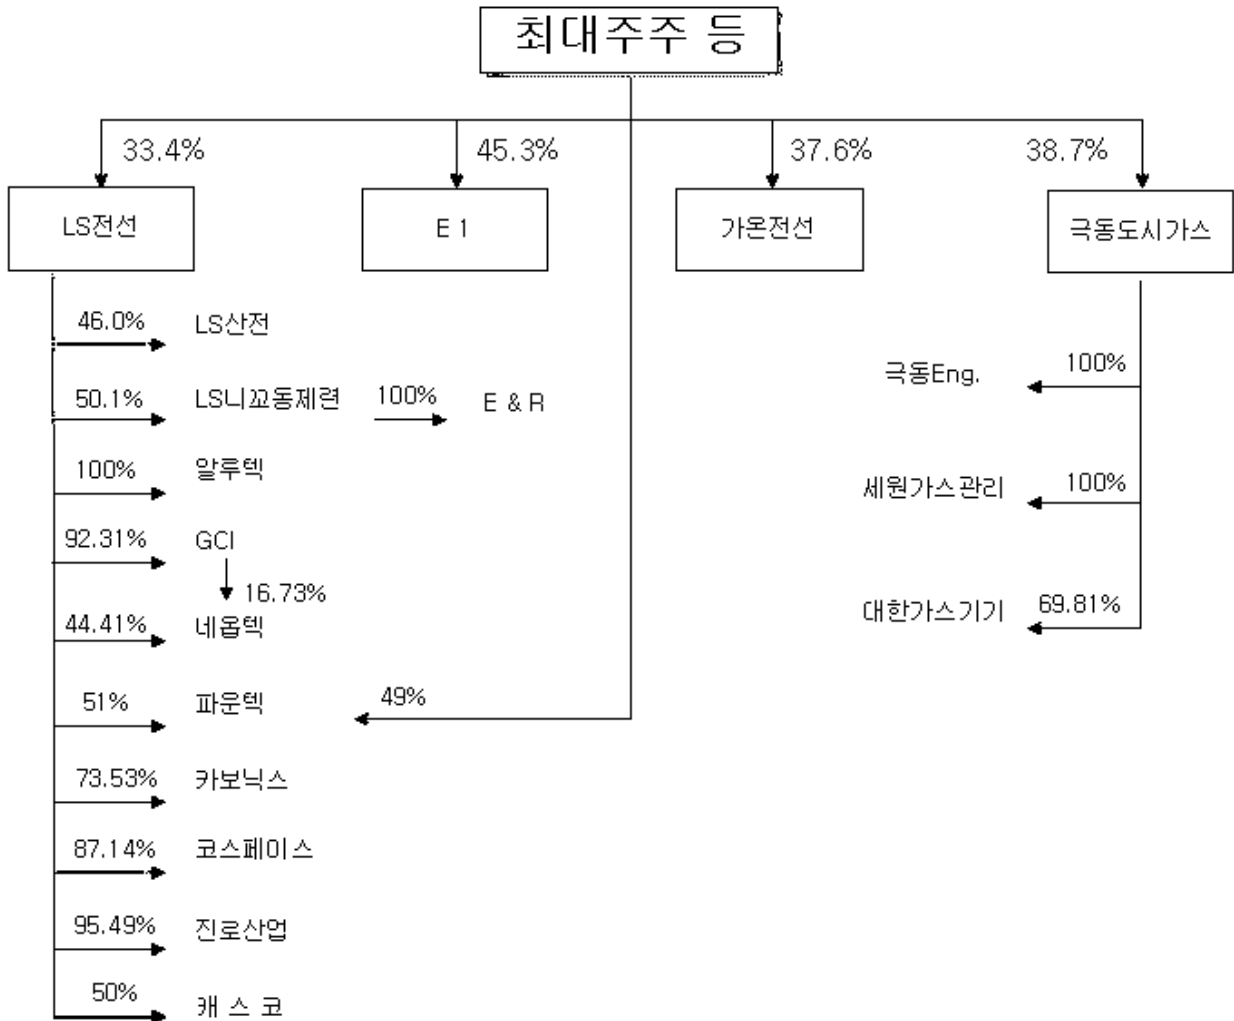 최대주주 등
33.4%
45.3%
37.6%
38.7%
LS전선
E 1
가온전선
극동도시가스
46.0%
LS산전
50.1%
LS니꼬동제련
100%
E & R
100%
알루텍
92.31%
GCI
16.73%
44.41%
네옵텍
51%
파운텍
49%
73.53%
카보닉스
87.14%
코스페이스
95.49%
진로산업
50%
캐 스 코
극동Eng.
100%
세원가스관리
100%
대한가스기기
69.81%